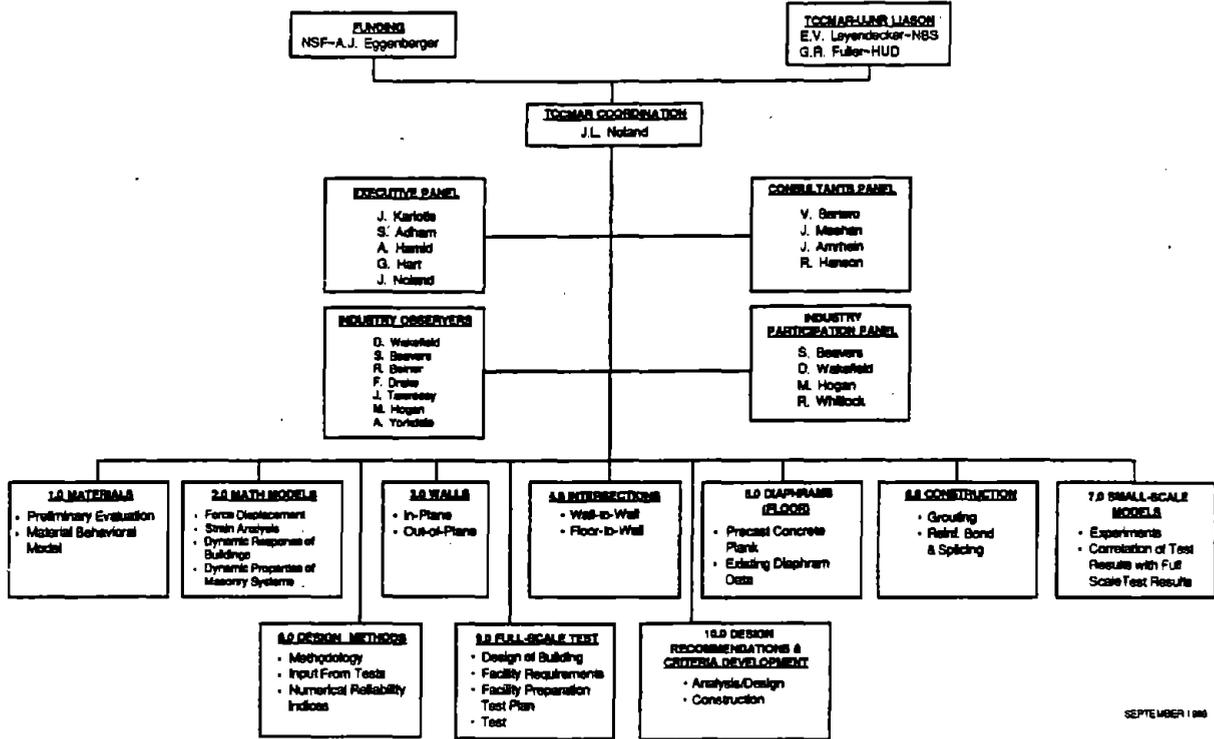 FUNDING
NSF-A.J. Eggenberger
TCCMAR-UJNR LIASON
E.V. Leyendecker-NBS
G.R. Fuller-HUD
TCCMAR COORDINATION
J.L. Noland
EXECUTIVE PANEL
J. Kariotis
S. Adham
A. Hamid
G. Hart
J. Noland
CONSULTANTS PANEL
V. Bertero
J. Meehan
J. Amrhein
R. Hanson
INDUSTRY OBSERVERS
D. Wakefield
S. Beavers
R. Beiner
F. Drake
J. Tawresey
M. Hogan
A. Yorkdale
INDUSTRY
PARTICIPATION PANEL
S. Beavers
D. Wakefield
M. Hogan
R. Whitlock
1.0 MATERIALS
• Preliminary Evaluation
• Material Behavioral
Model
2.0 MATH MODELS
• Force Displacement
• Strain Analysis
• Dynamic Response of
Buildings
• Dynamic Properties of
Masonry Systems
3.0 WALLS
• In-Plane
• Out-of-Plane
4.0 INTERSECTIONS
• Wall-to-Wall
• Floor-to-Wall
5.0 DIAPHRAMS
(FLOOR)
• Precast Concrete
Plank
• Existing Diaphram
Data
6.0 CONSTRUCTION
• Grouting
• Reinf. Bond
& Splicing
7.0 SMALL-SCALE
MODELS
• Experiments
• Correlation of Test
Results with Full
Scale Test Results
8.0 DESIGN METHODS
• Methodology
• Input From Tests
• Numerical Reliability
Indices
9.0 FULL-SCALE TEST
• Design of Building
• Facility Requirements
• Facility Preparation
Test Plan
• Test
10.0 DESIGN
RECOMMENDATIONS &
CRITERIA DEVELOPMENT
• Analysis/Design
• Construction
SEPTEMBER